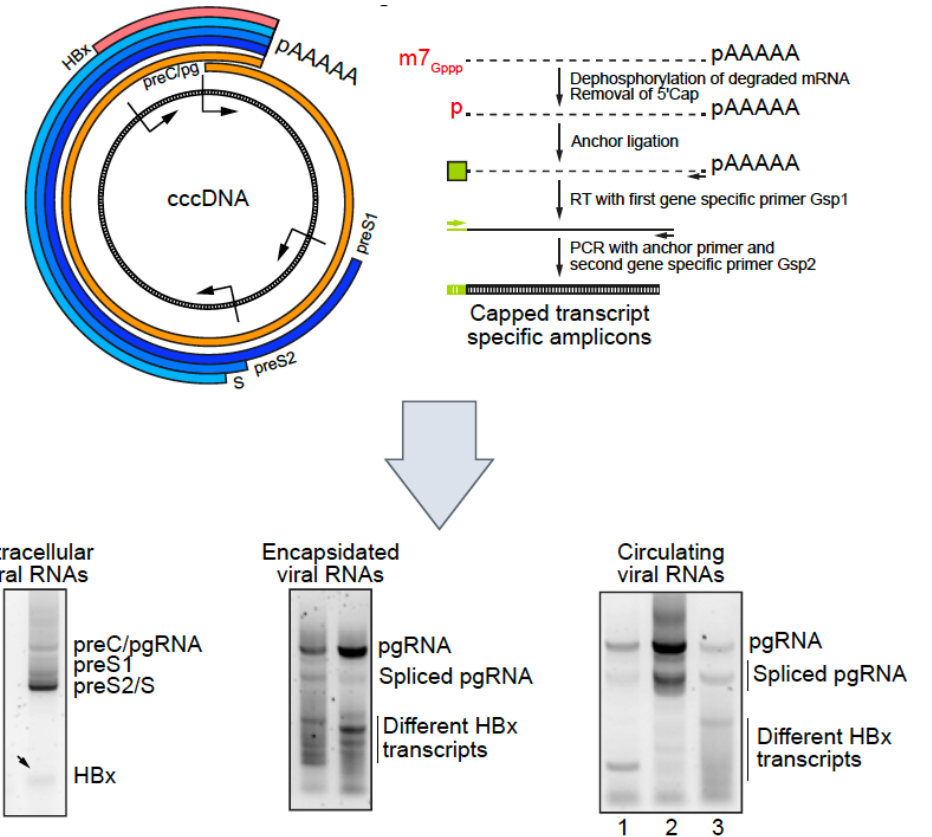 HBx
preC/pg
pAAAAA
cccDNA
preS1
preS2
S
m7Gppp
pAAAAA
Dephosphorylation of degraded mRNA
Removal of 5'Cap
p
pAAAAA
Anchor ligation
pAAAAA
RT with first gene specific primer Gsp1
PCR with anchor primer and
second gene specific primer Gsp2
Capped transcript
specific amplicons
tracellular
ral RNAs
preC/pgRNA
preS1
preS2/S
HBx
Encapsidated
viral RNAs
pgRNA
Spliced pgRNA
Different HBx
transcripts
Circulating
viral RNAs
pgRNA
Spliced pgRNA
Different HBx
transcripts
1 2 3